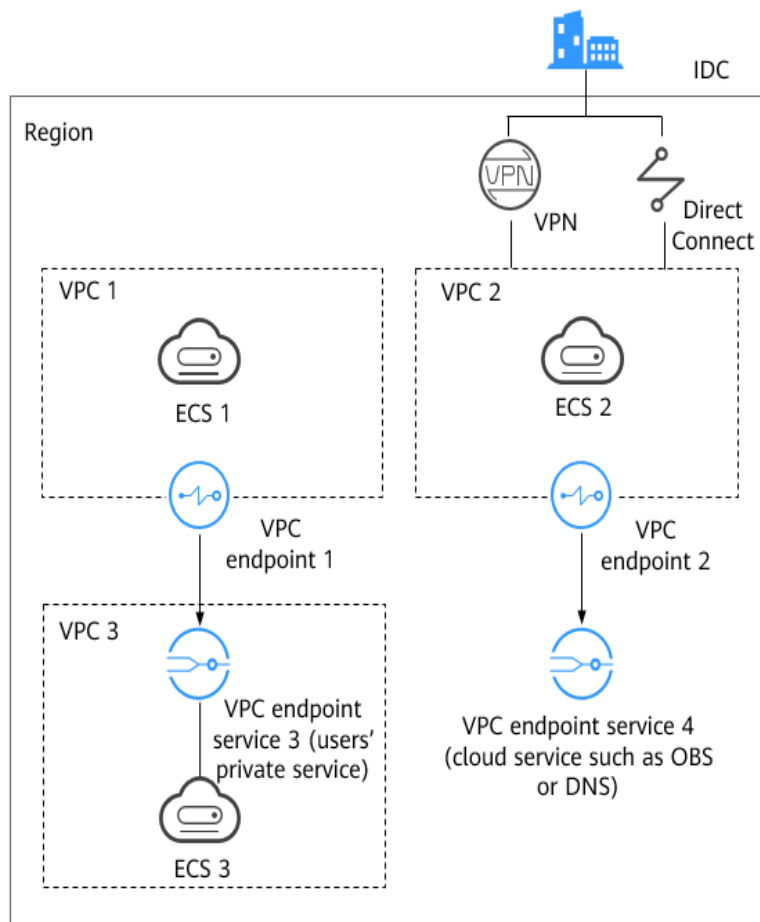 IDC
Region
VPN
VPN
Direct
Connect
VPC 1
VPC 2
ECS 1
ECS 2
VPC
endpoint 1
VPC
endpoint 2
VPC 3
VPC endpoint
service 3 (users’
private service)
VPC endpoint service 4
(cloud service such as OBS
or DNS)
ECS 3